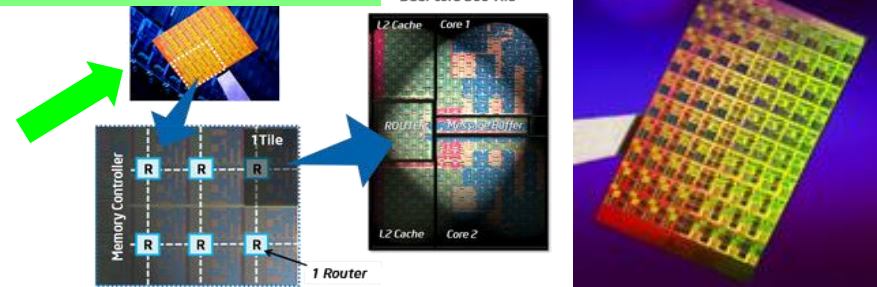 L2 Cache Core 1
1Tile
R R R
ROUTER Message Buffer
Memory Controller
R R R
L2 Cache Core 2
1 Router